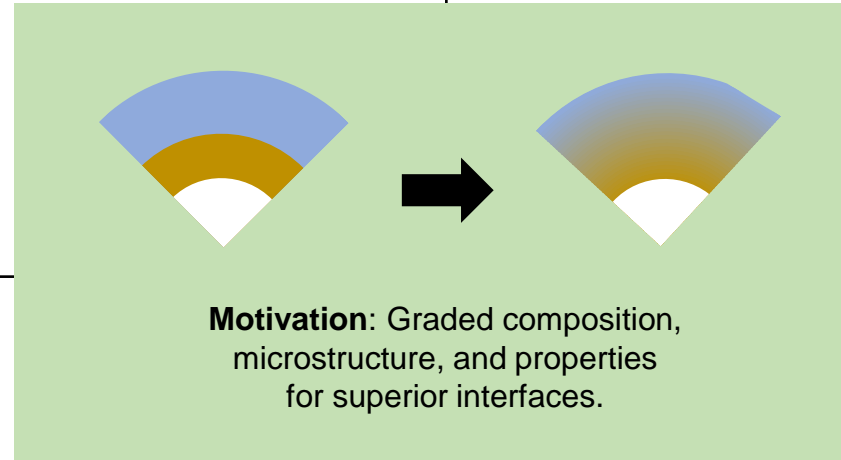 Motivation: Graded composition,
microstructure, and properties
for superior interfaces.